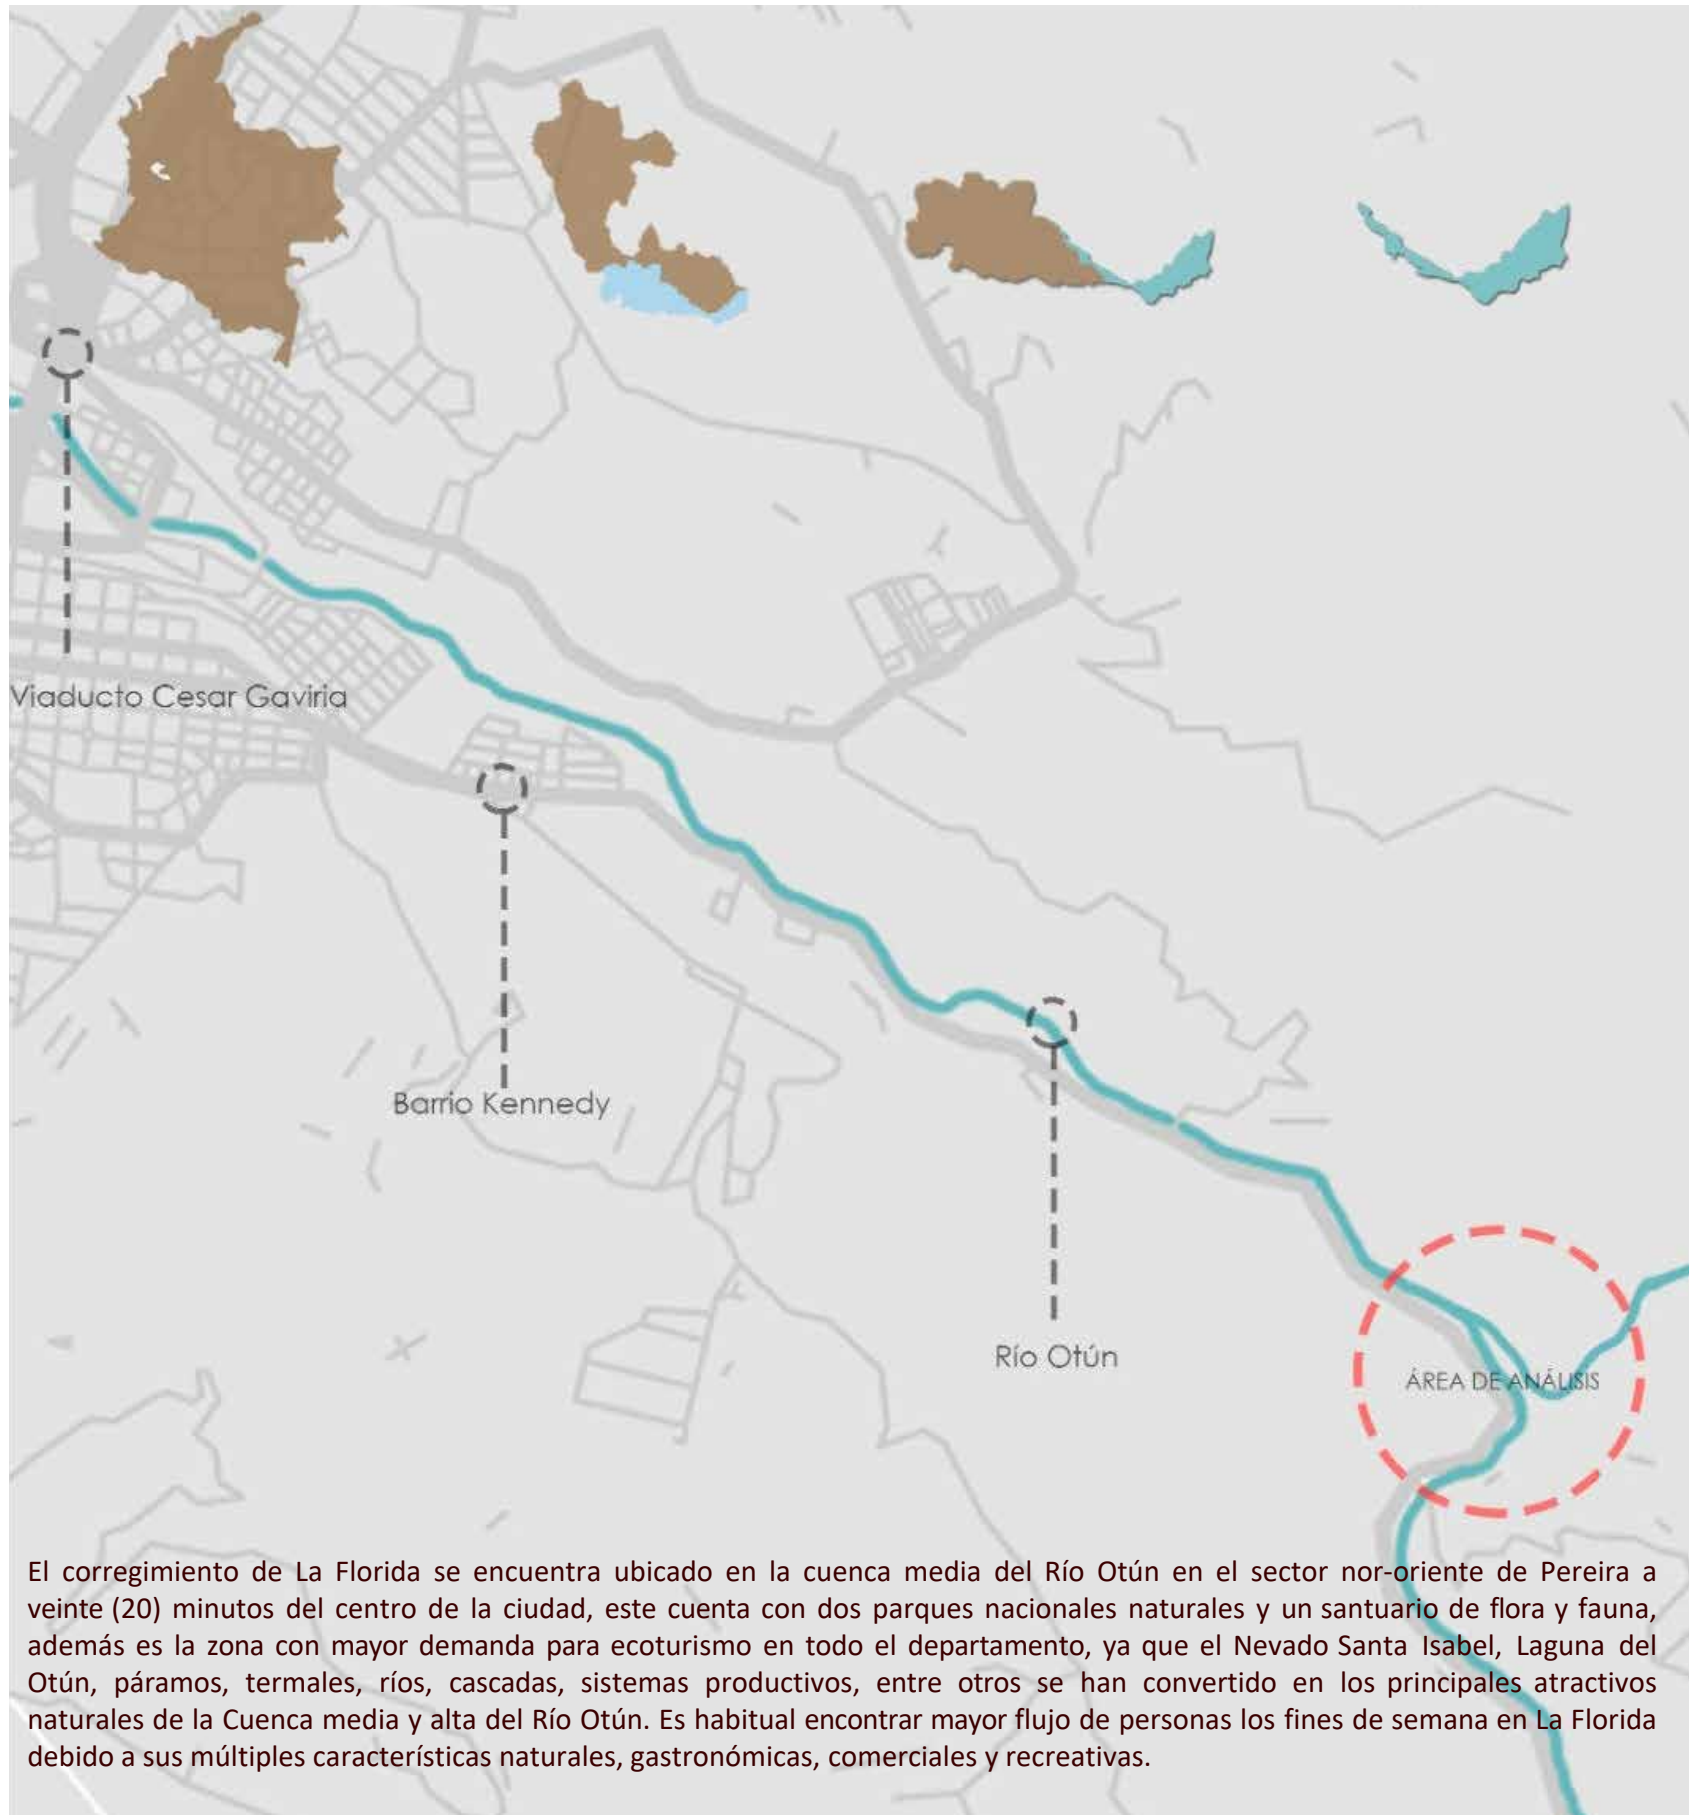 Viaducto Cesar Gaviria
Barrio Kennedy
Río Otún
ÁREA DE ANÁLISIS
El corregimiento de La Florida se encuentra ubicado en la cuenca media del Río Otún en el sector nor-oriente de Pereira a
veinte (20) minutos del centro de la ciudad, este cuenta con dos parques nacionales naturales y un santuario de flora y fauna,
además es la zona con mayor demanda para ecoturismo en todo el departamento, ya que el Nevado Santa Isabel, Laguna del
Otún, páramos, termales, ríos, cascadas, sistemas productivos, entre otros se han convertido en los principales atractivos
naturales de la Cuenca media y alta del Río Otún. Es habitual encontrar mayor flujo de personas los fines de semana en La Florida
debido a sus múltiples características naturales, gastronómicas, comerciales y recreativas.